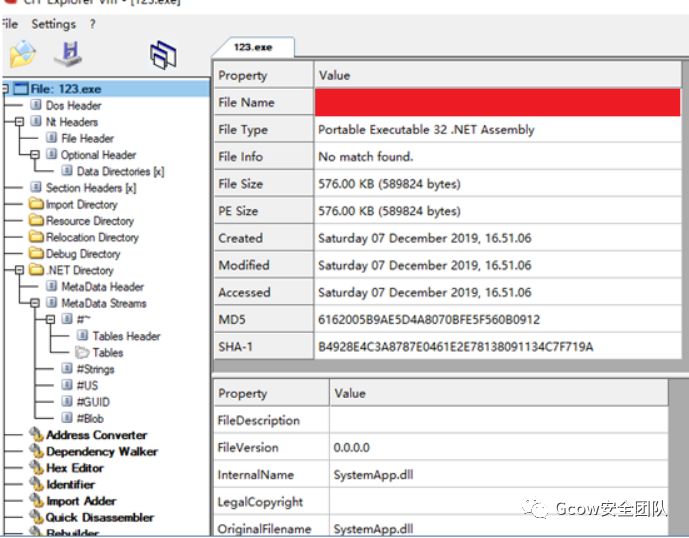 CFF Explorer VIII - [123.exe]
File Settings ?
123.exe
File: 123.exe
Dos Header
Nt Headers
File Header
Optional Header
Data Directories [x]
Section Headers [x]
Import Directory
Resource Directory
Relocation Directory
Debug Directory
.NET Directory
MetaData Header
MetaData Streams
#~
Tables Header
Tables
#Strings
#US
#GUID
#Blob
Address Converter
Dependency Walker
Hex Editor
Identifier
Import Adder
Quick Disassembler
Rebuilder
Property Value
File Name
File Type Portable Executable 32 .NET Assembly
File Info No match found.
File Size 576.00 KB (589824 bytes)
PE Size 576.00 KB (589824 bytes)
Created Saturday 07 December 2019, 16.51.06
Modified Saturday 07 December 2019, 16.51.06
Accessed Saturday 07 December 2019, 16.51.06
MD5 6162005B9AE5D4A8070BFE5F560B0912
SHA-1 B4928E4C3A8787E0461E2E78138091134C7F719A
Property Value
FileDescription
FileVersion 0.0.0.0
InternalName SystemApp.dll
LegalCopyright
OriginalFilename SystemApp.dll
Gcow安全团队